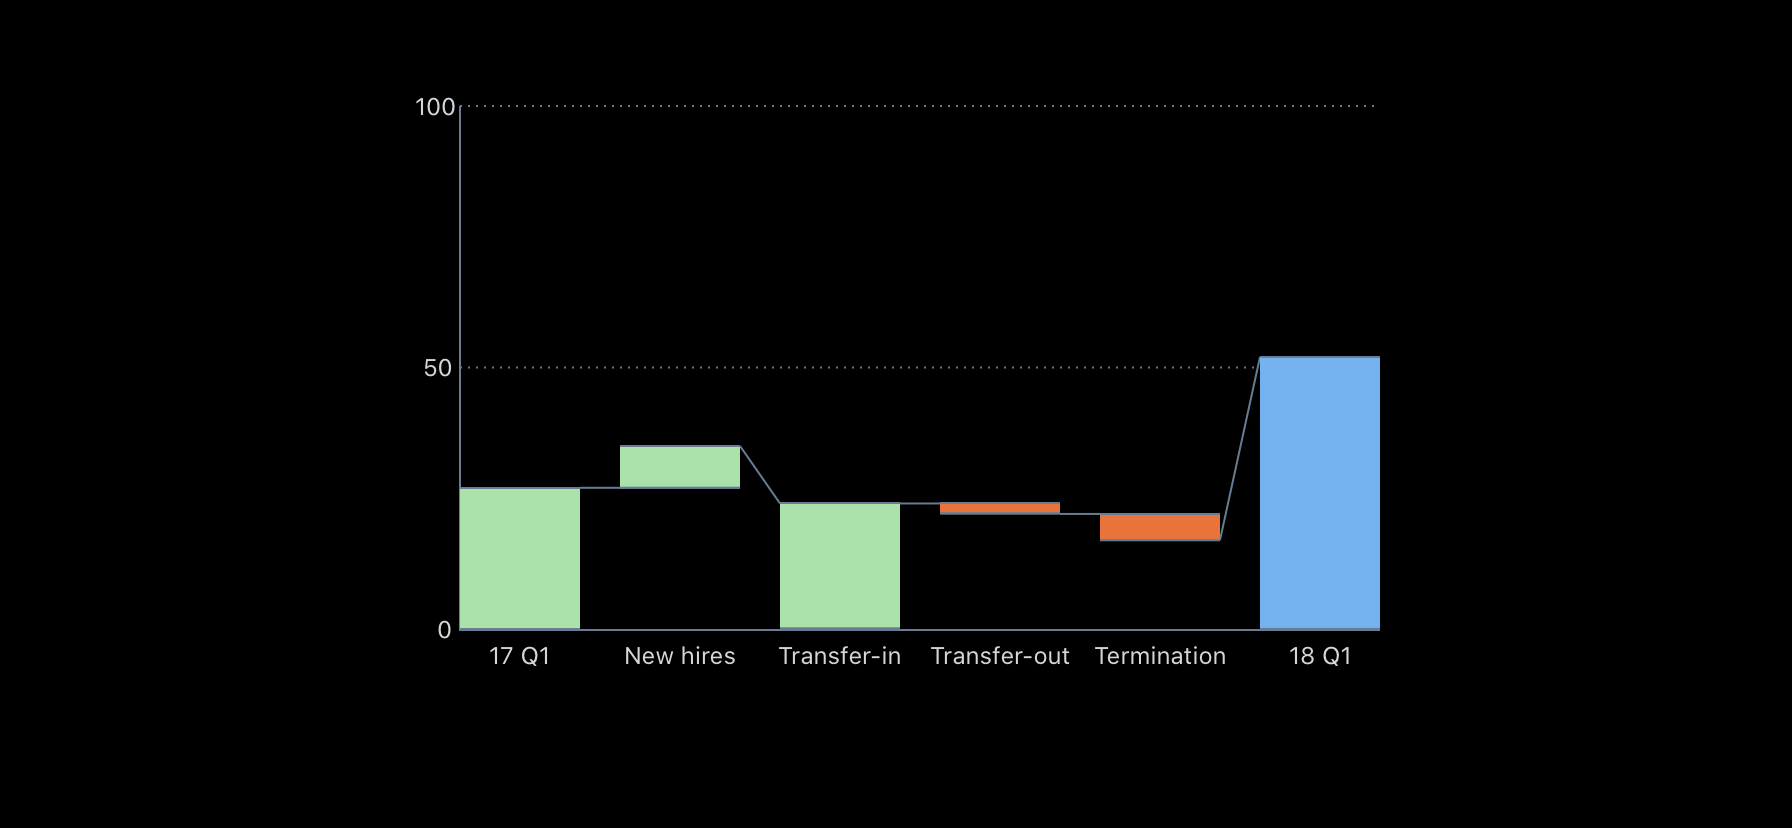 100
50
0
17 Q1
New hires
Transfer-in
Transfer-out
Termination
18 Q1